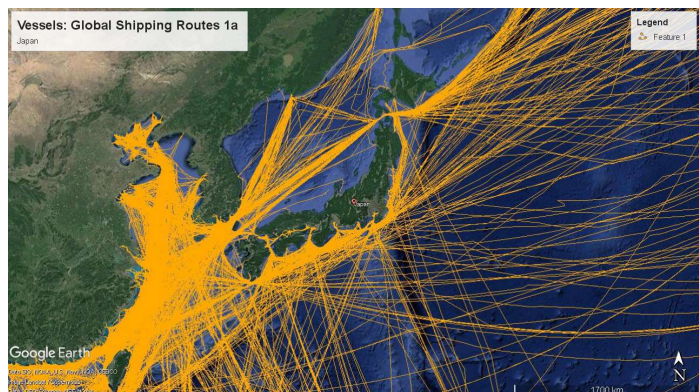 Vessels: Global Shipping Routes 1a
Japan
Legend
Feature 1
Japan
Google Earth
1700 km
N